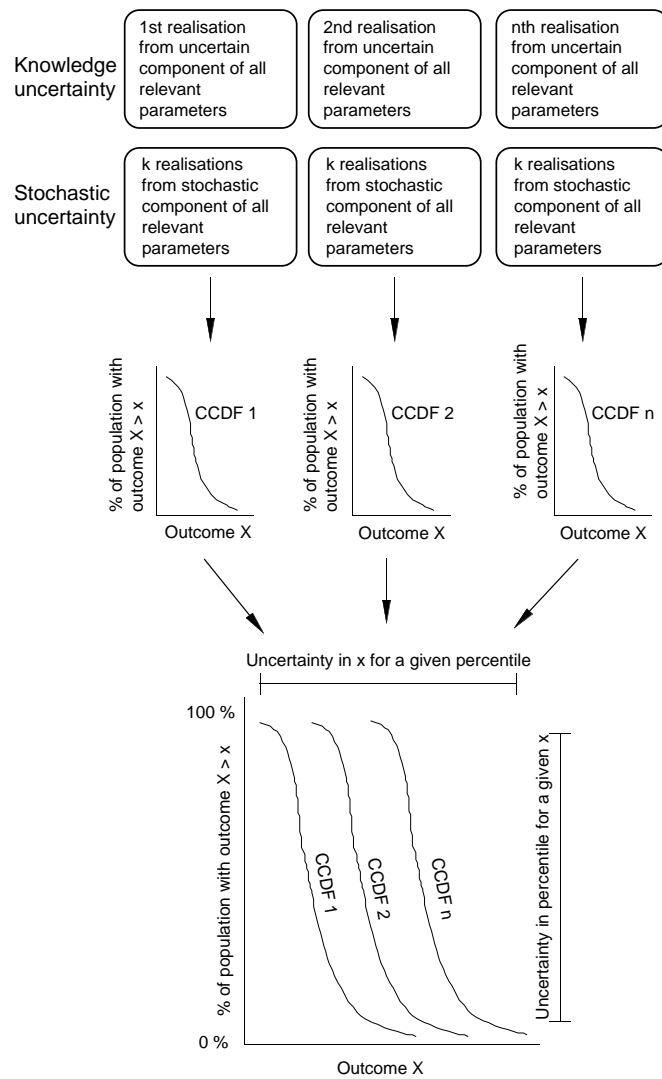 Knowledge
uncertainty
1st realisation
from uncertain
component of all
relevant
parameters
2nd realisation
from uncertain
component of all
relevant
parameters
nth realisation
from uncertain
component of all
relevant
parameters
Stochastic
uncertainty
k realisations
from stochastic
component of all
relevant
parameters
k realisations
from stochastic
component of all
relevant
parameters
k realisations
from stochastic
component of all
relevant
parameters
% of population with
outcome X > x
CCDF 1
Outcome X
% of population with
outcome X > x
CCDF 2
Outcome X
% of population with
outcome X > x
CCDF n
Outcome X
Uncertainty in x for a given percentile
100 %
% of population with outcome X > x
CCDF 1
CCDF 2
CCDF n
Uncertainty in percentile for a given x
0 %
Outcome X